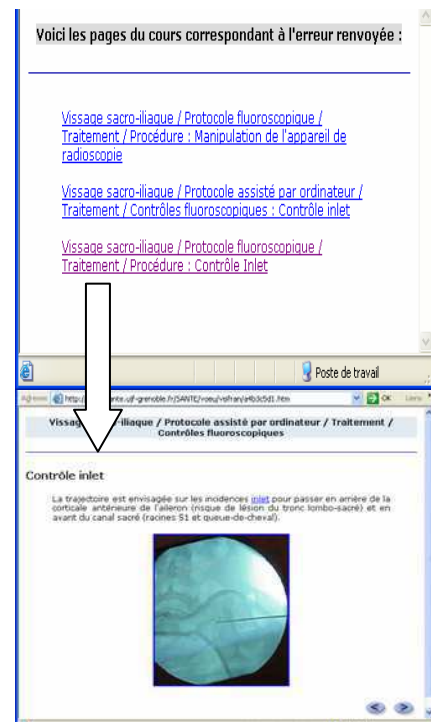 Voici les pages du cours correspondant à l'erreur renvoyée :
Vissage sacro-iliaque / Protocole fluoroscopique /
Traitement / Procédure : Manipulation de l'appareil de
radioscopie
Vissage sacro-iliaque / Protocole assisté par ordinateur /
Traitement / Contrôles fluoroscopiques : Contrôle inlet
Vissage sacro-iliaque / Protocole fluoroscopique /
Traitement / Procédure : Contrôle Inlet
Poste de travail
OK
Vissag -iliaque / Protocole assisté par ordinateur / Traitement /
Contrôles fluoroscopiques
Contrôle inlet
La trajectoire est envisagée sur les incidences inlet pour passer en arrière de la
corticale antérieure de l'aileron (risque de lésion du tronc lombo-sacré) et en
avant du canal sacré (racines S1 et queue-de-cheval).